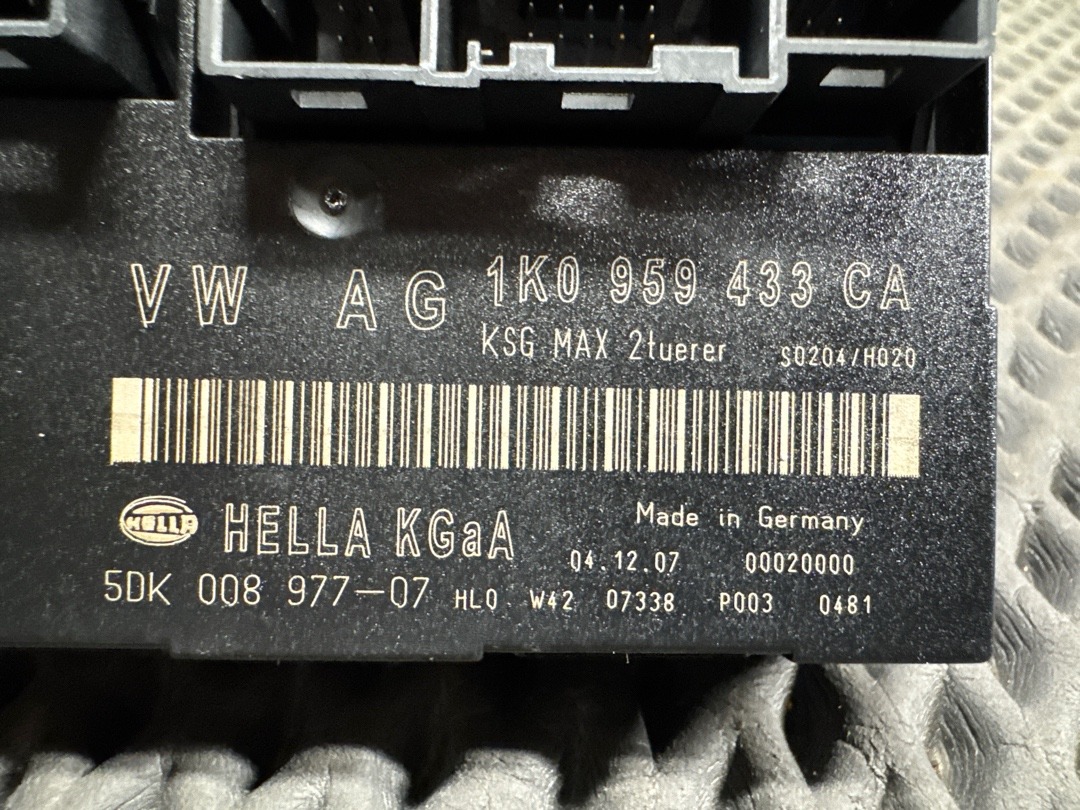 VW AG 1K0 959 433 CA
KSG MAX 2tuerer S0204/H020
HELLA HELLA KGaA Made in Germany
04.12.07 00020000
5DK 008 977-07 HLO W42 07338 P003 0481